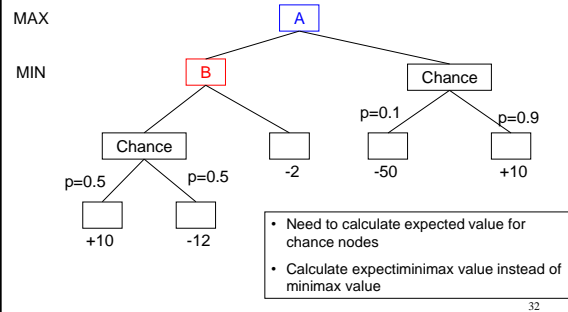 MAX
A
MIN
B
Chance
p=0.1
p=0.9
Chance
-2
-50
+10
p=0.5
p=0.5
+10
-12
• Need to calculate expected value for
chance nodes
• Calculate expectiminimax value instead of
minimax value
32